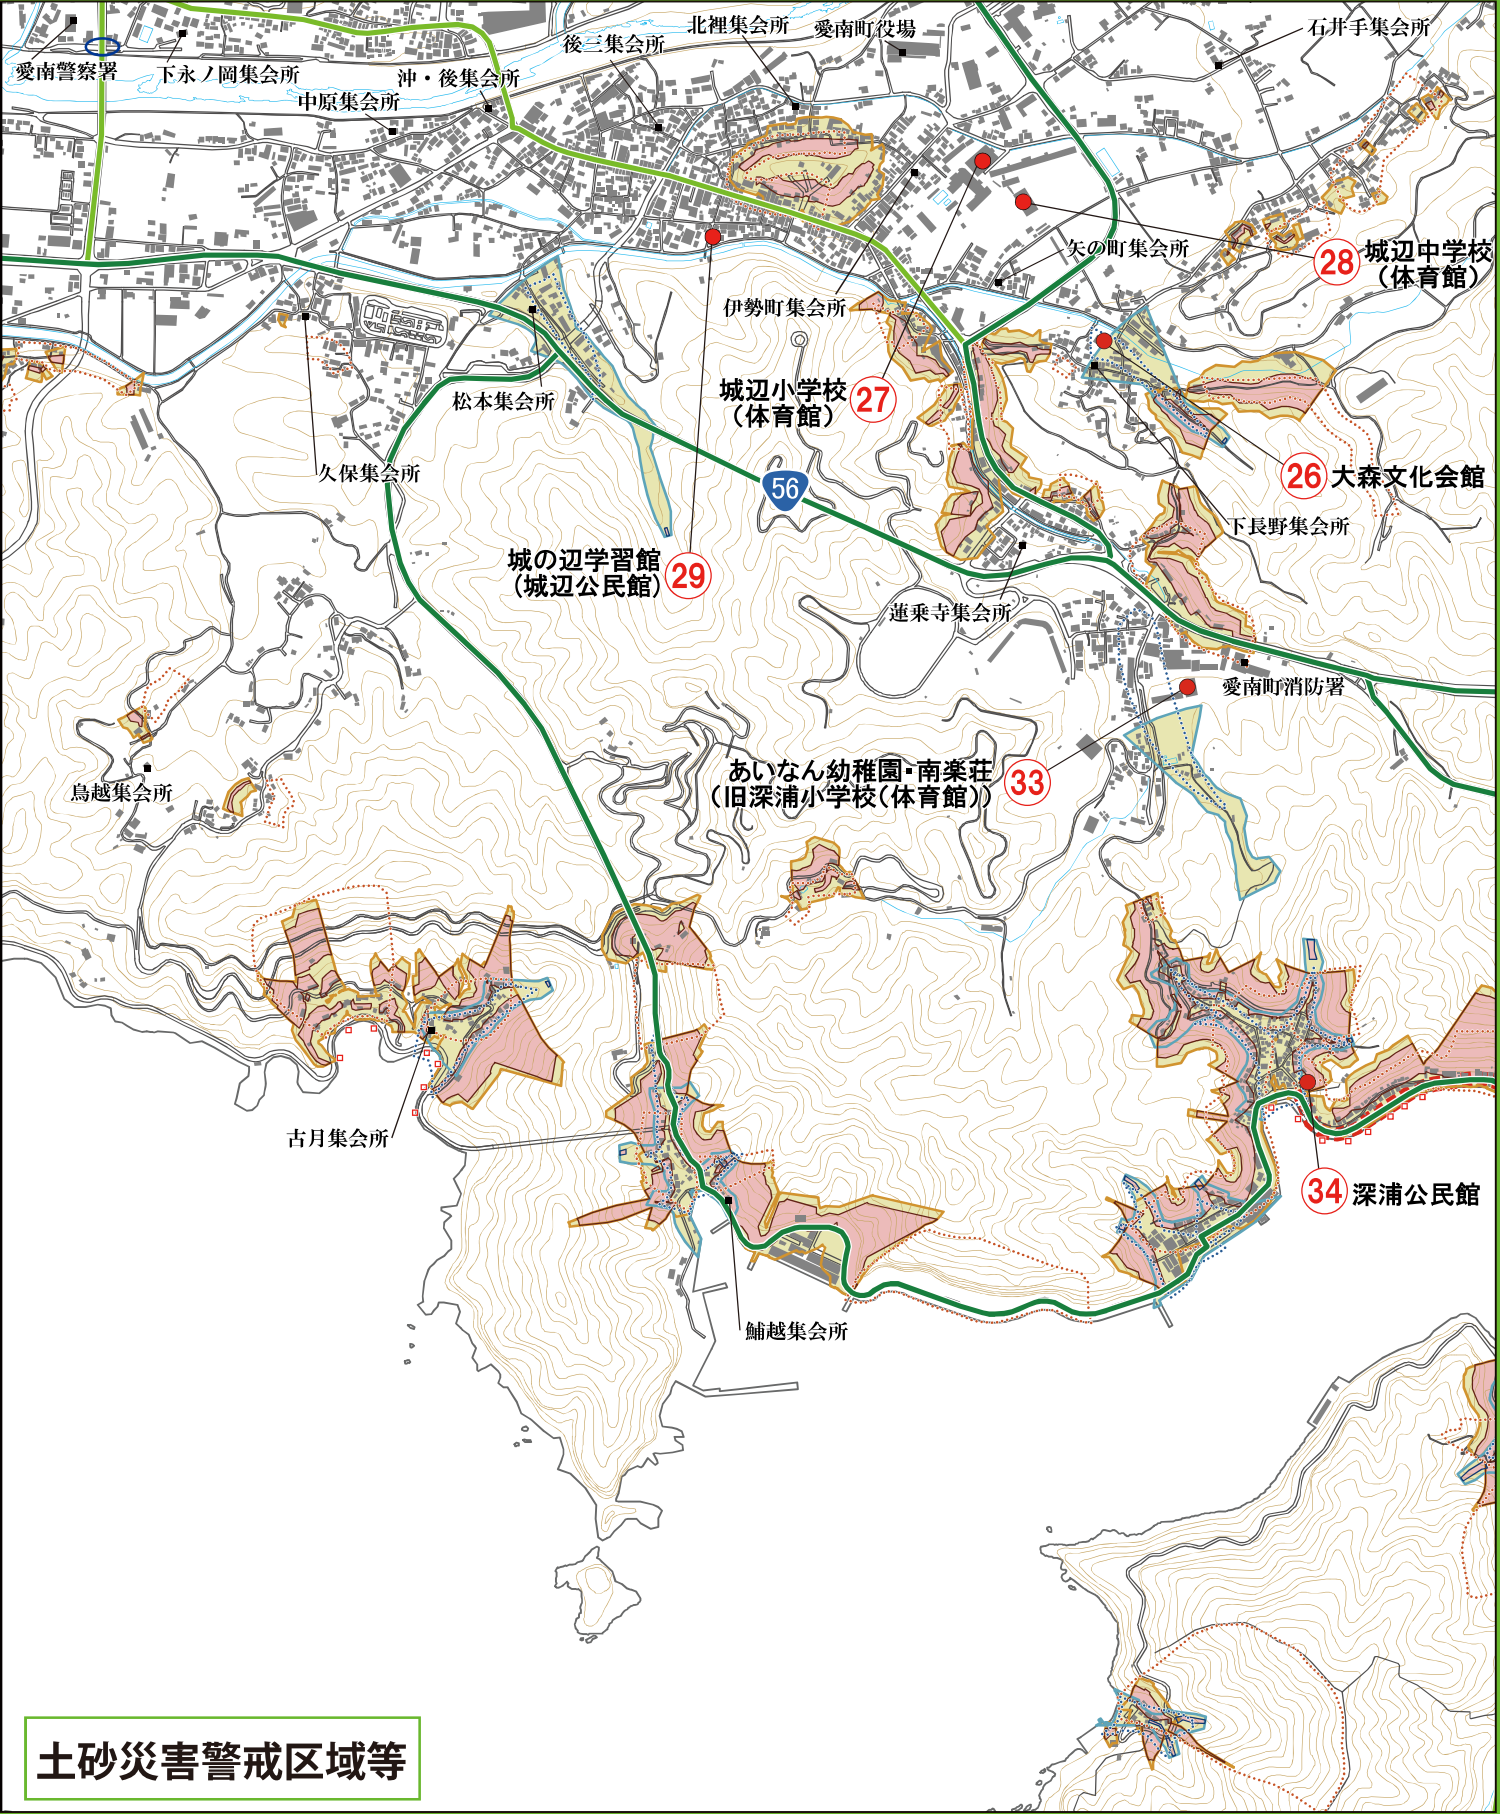 北裡集会所
愛南町役場
石井手集会所
後三集会所
愛南警察署
下永ノ岡集会所
沖・後集会所
中原集会所
矢の町集会所
28 城辺中学校
（体育館）
伊勢町集会所
城辺小学校
（体育館） 27
松本集会所
久保集会所
56
26 大森文化会館
下長野集会所
城の辺学習館
（城辺公民館） 29
蓮乗寺集会所
愛南町消防署
あいなん幼稚園・南楽荘
（旧深浦小学校（体育館）） 33
鳥越集会所
古月集会所
34 深浦公民館
鯆越集会所
土砂災害警戒区域等